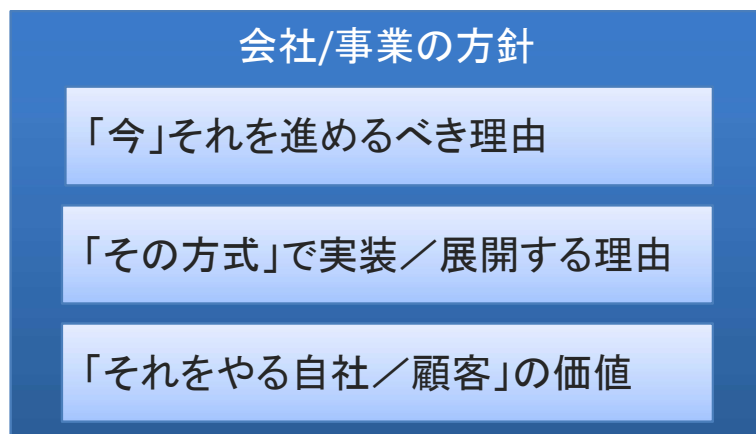 会社/事業の方針
「今」それを進めるべき理由
「その方式」で実装／展開する理由
「それをやる自社／顧客」の価値